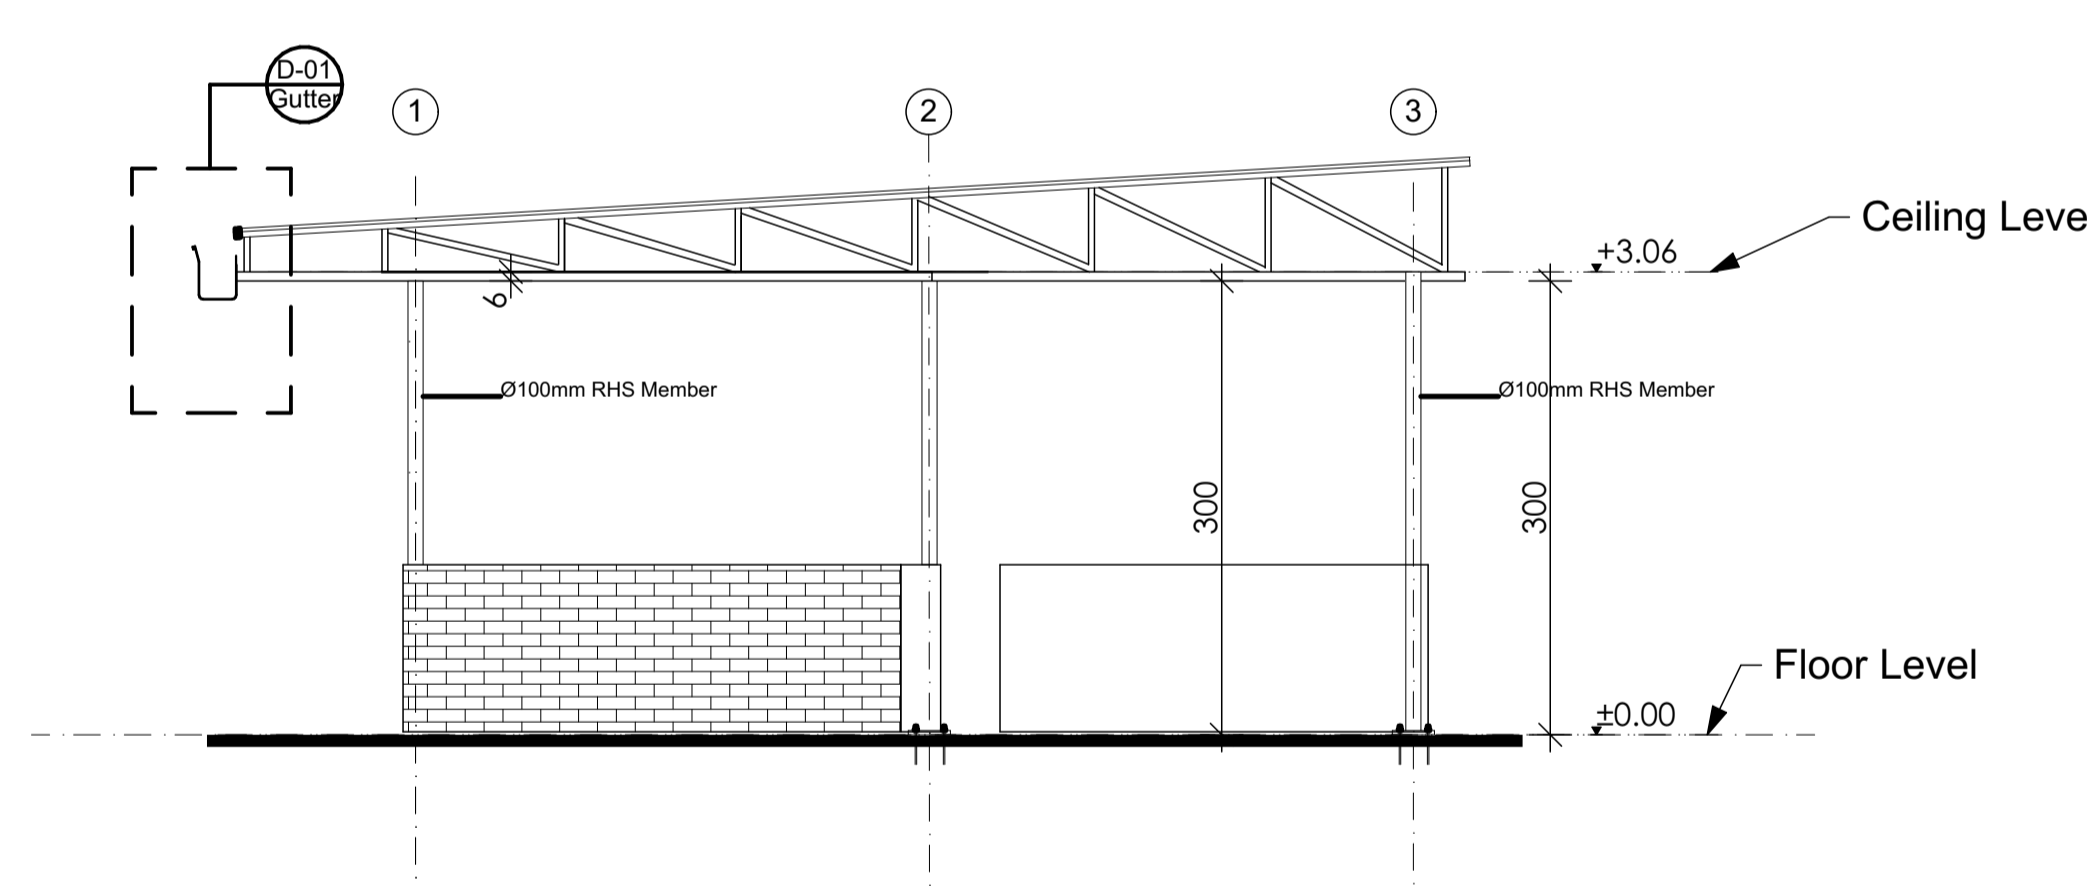 D-01
Gutter
1
2
3
Ceiling Leve
+3.06
6
Ø100mm RHS Member
Ø100mm RHS Member
300
300
Floor Level
±0.00